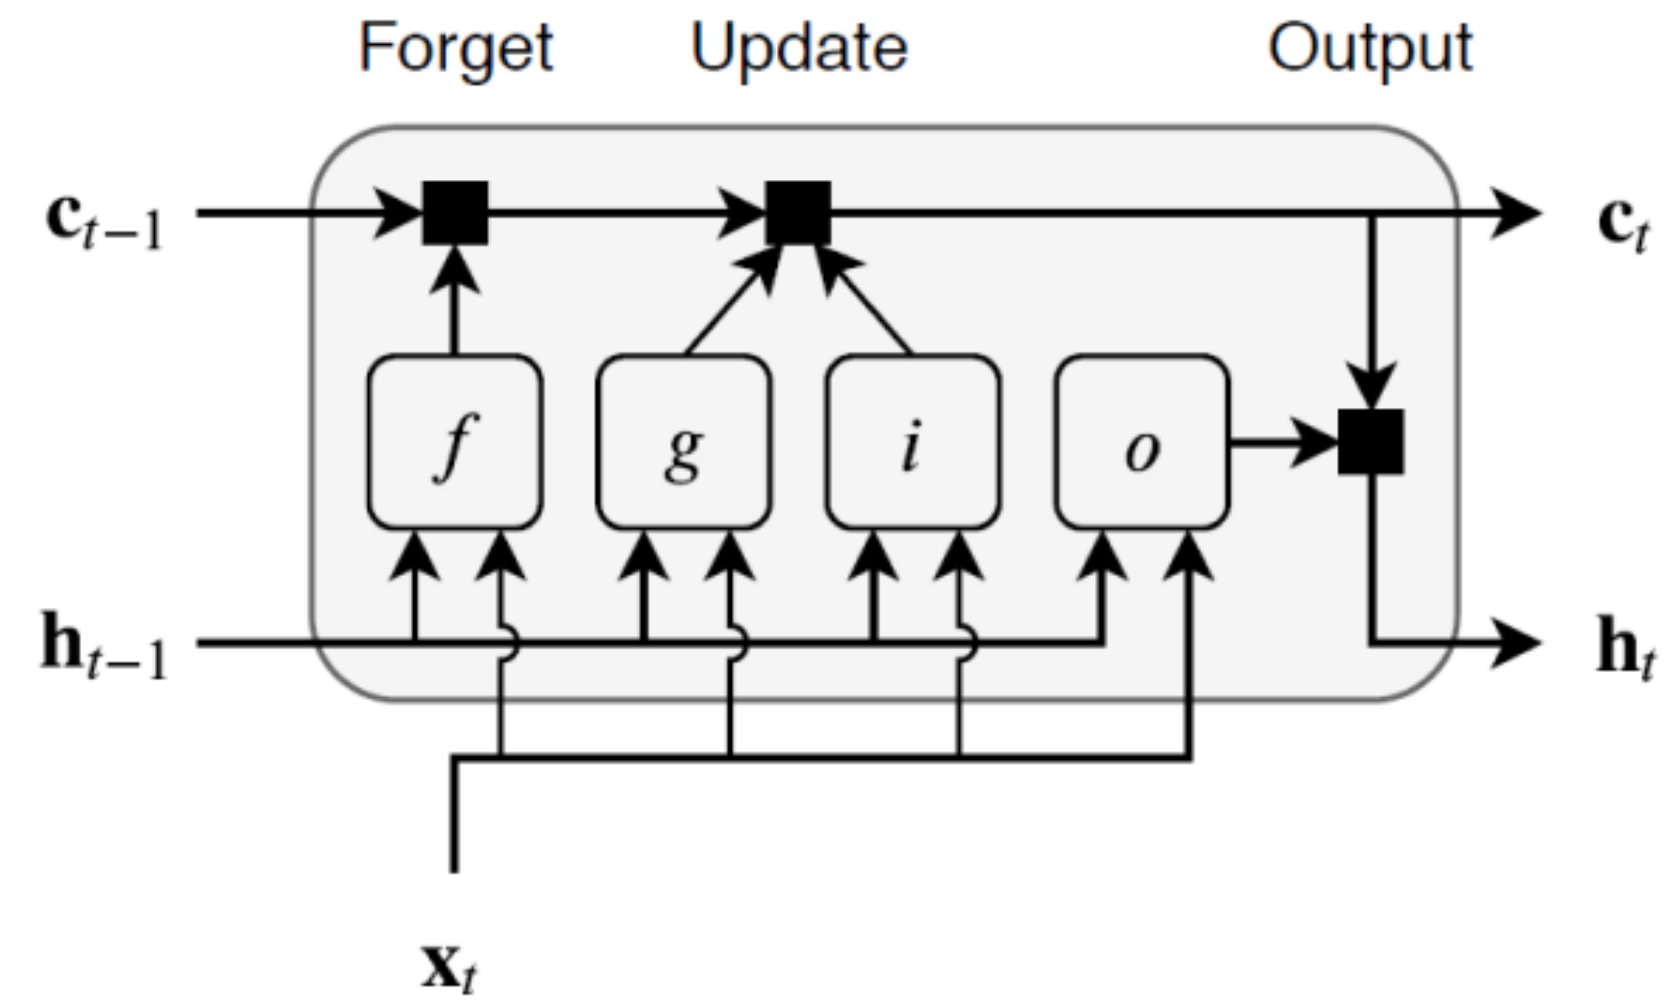 Forget Update Output
c_{t−1} c_t
f g i o
h_{t−1} h_t
x_t